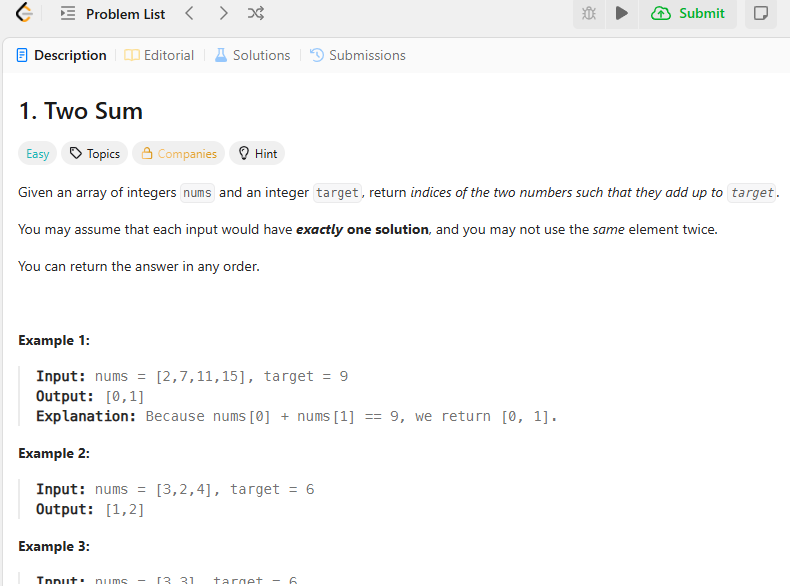 Problem List
Submit
Description
Editorial
Solutions
Submissions
1. Two Sum
Easy
Topics
Companies
Hint
Given an array of integers nums and an integer target, return indices of the two numbers such that they add up to target.
You may assume that each input would have exactly one solution, and you may not use the same element twice.
You can return the answer in any order.
Example 1:
Input: nums = [2,7,11,15], target = 9
Output: [0,1]
Explanation: Because nums[0] + nums[1] == 9, we return [0, 1].
Example 2:
Input: nums = [3,2,4], target = 6
Output: [1,2]
Example 3:
Input: nums = [3,3], target = 6